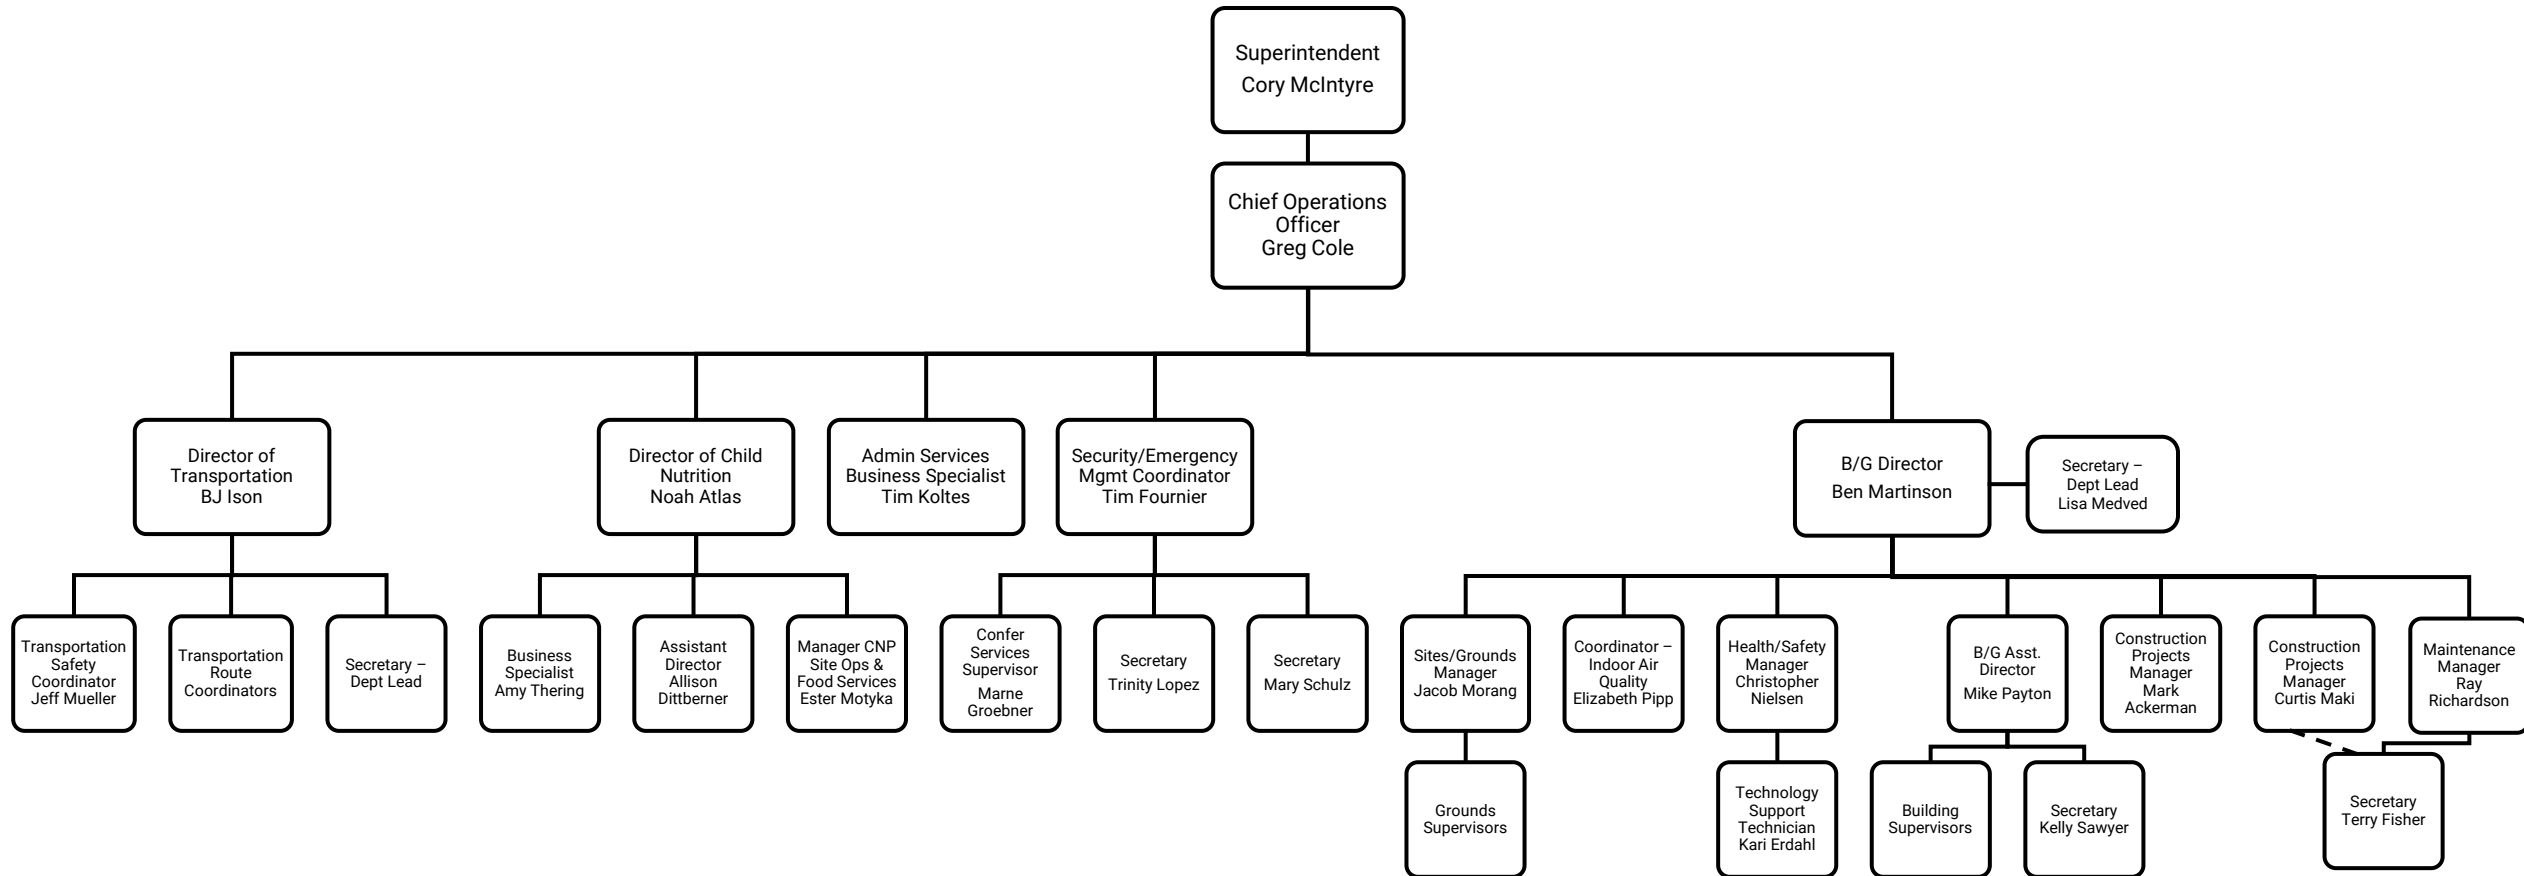 Superintendent
Cory McIntyre
Chief Operations
Officer
Greg Cole
Director of
Transportation
BJ Ison
Director of Child
Nutrition
Noah Atlas
Admin Services
Business Specialist
Tim Koltes
Security/Emergency
Mgmt Coordinator
Tim Fournier
B/G Director
Ben Martinson
Secretary –
Dept Lead
Lisa Medved
Transportation
Safety
Coordinator
Jeff Mueller
Transportation
Route
Coordinators
Secretary –
Dept Lead
Business
Specialist
Amy Thering
Assistant
Director
Allison
Dittberner
Manager CNP
Site Ops &
Food Services
Ester Motyka
Confer
Services
Supervisor
Marne
Groebner
Secretary
Trinity Lopez
Secretary
Mary Schulz
Sites/Grounds
Manager
Jacob Morang
Coordinator –
Indoor Air
Quality
Elizabeth Pipp
Health/Safety
Manager
Christopher
Nielsen
B/G Asst.
Director
Mike Payton
Construction
Projects
Manager
Mark
Ackerman
Construction
Projects
Manager
Curtis Maki
Maintenance
Manager
Ray
Richardson
Grounds
Supervisors
Technology
Support
Technician
Kari Erdahl
Building
Supervisors
Secretary
Kelly Sawyer
Secretary
Terry Fisher